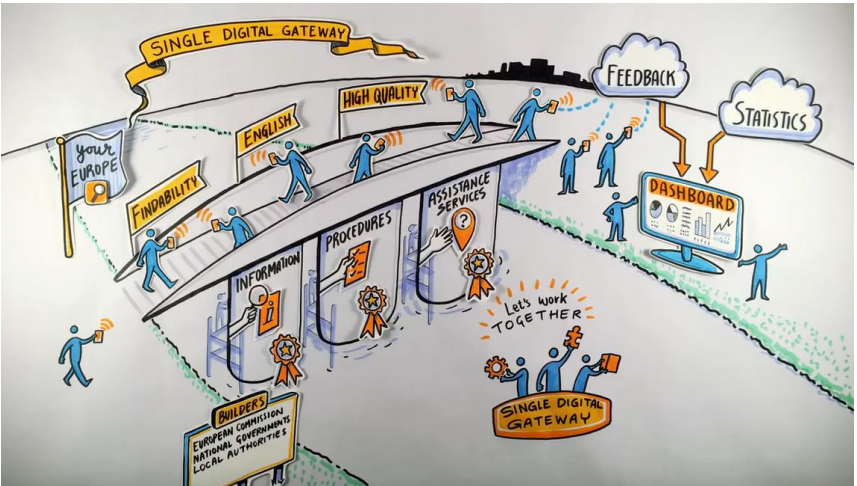 SINGLE DIGITAL GATEWAY
your
EUROPE
FINDABILITY
ENGLISH
HIGH QUALITY
FEEDBACK
STATISTICS
DASHBOARD
INFORMATION
i
PROCEDURES
ASSISTANCE
SERVICES
?
Let's work
TOGETHER
SINGLE DIGITAL
GATEWAY
BUILDERS
EUROPEAN COMMISSION
NATIONAL GOVERNMENTS
LOCAL AUTHORITIES